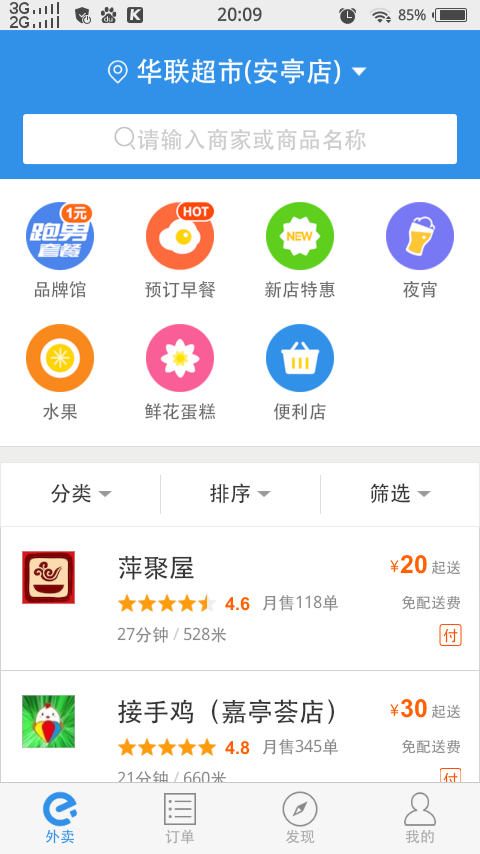 3G
2G
20:09
85%
华联超市(安亭店)
请输入商家或商品名称
1元
跑男
套餐
HOT
NEW
品牌馆 预订早餐 新店特惠 夜宵
水果 鲜花蛋糕 便利店
分类 排序 筛选
萍聚屋 ¥20 起送
4.6 月售118单 免配送费
27分钟 / 528米 付
接手鸡（嘉亭荟店） ¥30 起送
4.8 月售345单 免配送费
21分钟 / 660米 付
外卖 订单 发现 我的